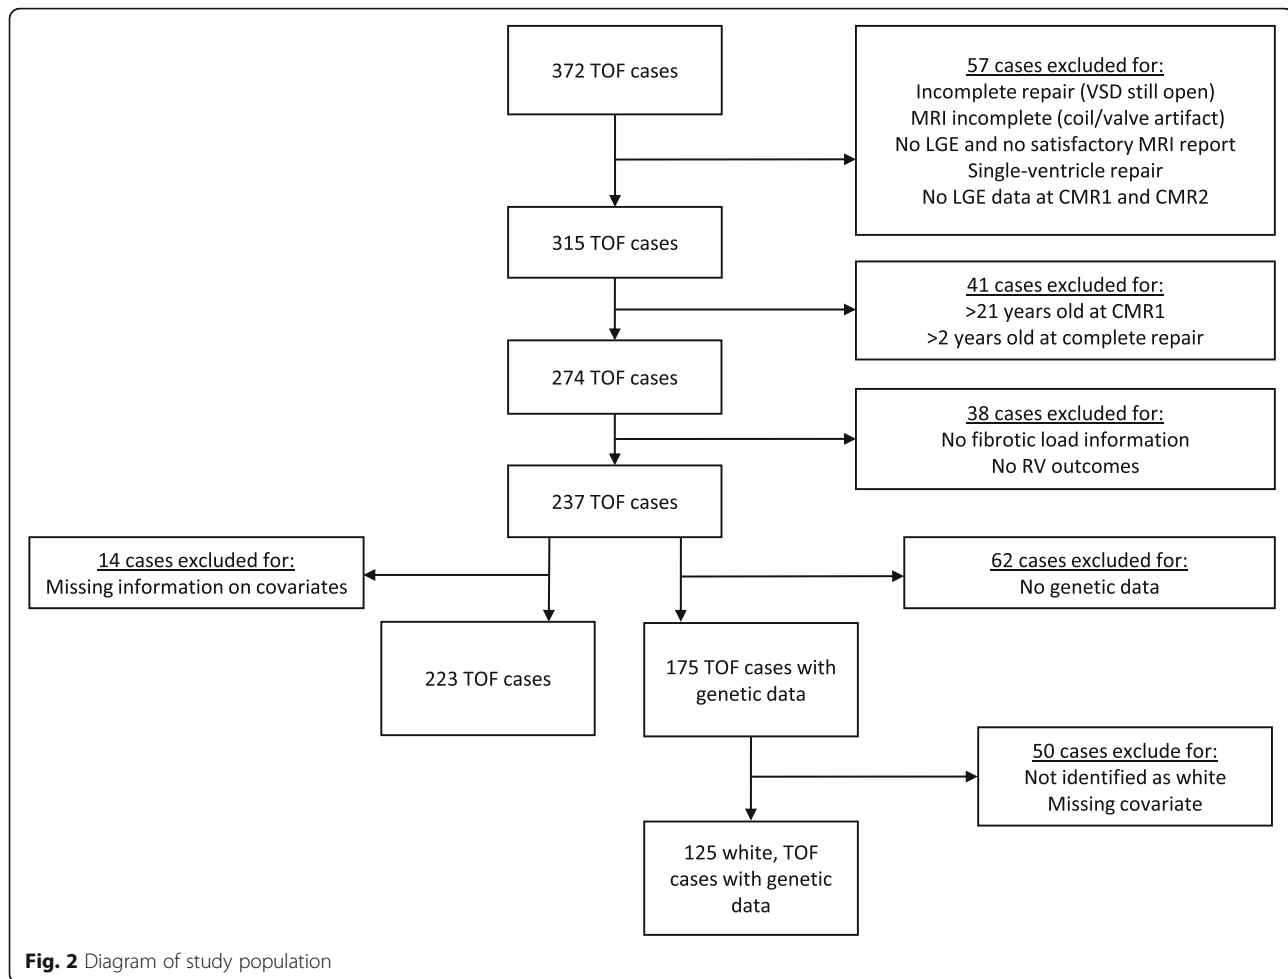 372 TOF cases
57 cases excluded for:
Incomplete repair (VSD still open)
MRI incomplete (coil/valve artifact)
No LGE and no satisfactory MRI report
Single-ventricle repair
No LGE data at CMR1 and CMR2
315 TOF cases
41 cases excluded for:
>21 years old at CMR1
>2 years old at complete repair
274 TOF cases
38 cases excluded for:
No fibrotic load information
No RV outcomes
237 TOF cases
14 cases excluded for:
Missing information on covariates
62 cases excluded for:
No genetic data
223 TOF cases
175 TOF cases with
genetic data
50 cases exclude for:
Not identified as white
Missing covariate
125 white, TOF
cases with genetic
data
Fig. 2 Diagram of study population